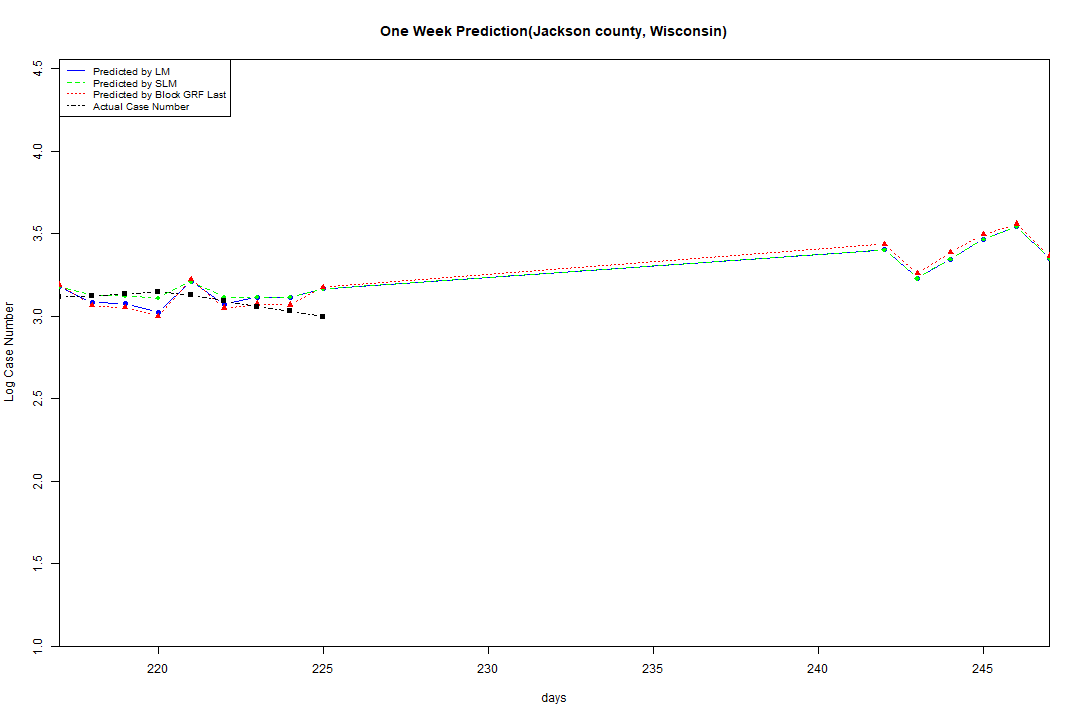 One Week Prediction(Jackson county, Wisconsin)
Predicted by LM
Predicted by SLM
Predicted by Block GRF Last
Actual Case Number
Log Case Number
4.5
4.0
3.5
3.0
2.5
2.0
1.5
1.0
220 225 230 235 240 245
days